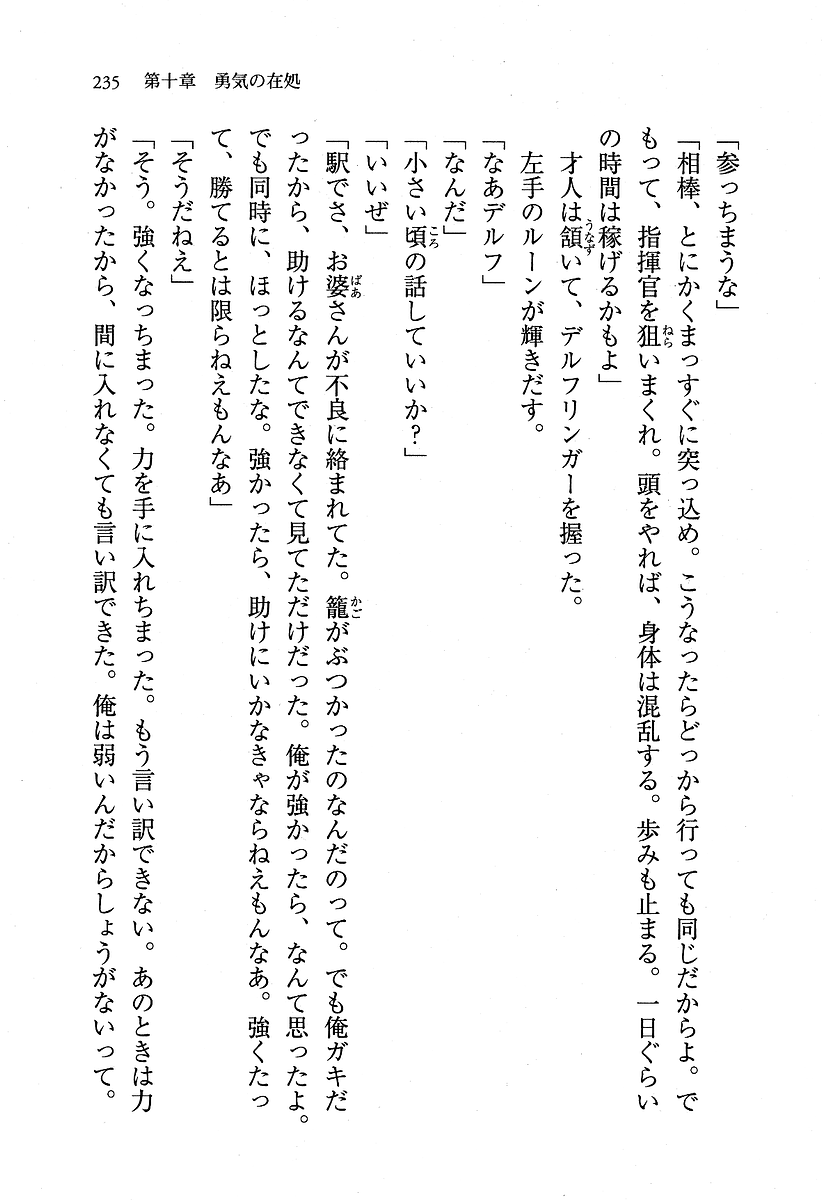 235　第十章　勇気の在処
「参っちまうな」
「相棒、とにかくまっすぐに突っ込め。こうなったらどっから行っても同じだからよ。で
もって、指揮官を狙いまくれ。頭をやれば、身体は混乱する。歩みも止まる。一日ぐらい
の時間は稼げるかもよ」
才人は頷いて、デルフリンガーを握った。
左手のルーンが輝きだす。
「なあデルフ」
「なんだ」
「小さい頃の話していいか?」
「いいぜ」
「駅でさ、お婆さんが不良に絡まれてた。籠がぶつかったのなんだのって。でも俺ガキだ
ったから、助けるなんてできなくて見てただけだった。俺が強かったら、なんて思ったよ。
でも同時に、ほっとしたな。強かったら、助けにいかなきゃならねえもんなあ。強くたっ
て、勝てるとは限らねえもんなあ」
「そうだねえ」
「そう。強くなっちまった。力を手に入れちまった。もう言い訳できない。あのときは力
がなかったから、間に入れなくても言い訳できた。俺は弱いんだからしょうがないって。